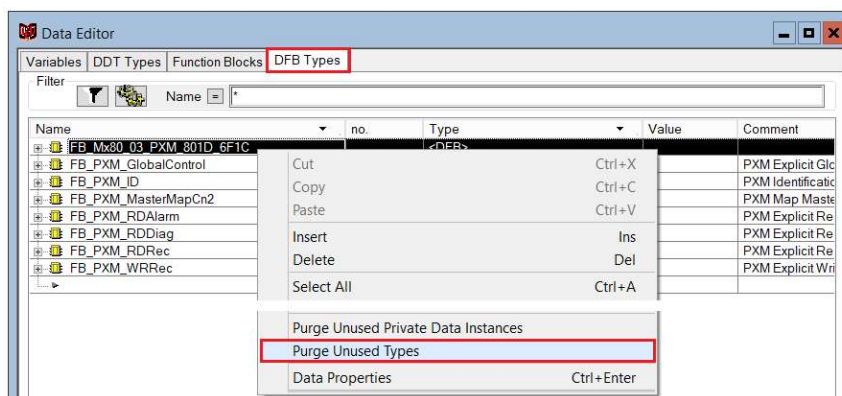 Data Editor
Variables DDT Types Function Blocks DFB Types
Filter
Name = *
Name no. Type Value Comment
FB_Mx80_03_PXM_801D_6F1C <DFB>
FB_PXM_GlobalControl PXM Explicit Glc
FB_PXM_ID PXM Identificatic
FB_PXM_MasterMapCn2 PXM Map Maste
FB_PXM_RDAlarm PXM Explicit Re
FB_PXM_RDDiag PXM Explicit Re
FB_PXM_RDRec PXM Explicit Re
FB_PXM_WRRec PXM Explicit Wri
Cut Ctrl+X
Copy Ctrl+C
Paste Ctrl+V
Insert Ins
Delete Del
Select All Ctrl+A
Purge Unused Private Data Instances
Purge Unused Types
Data Properties Ctrl+Enter